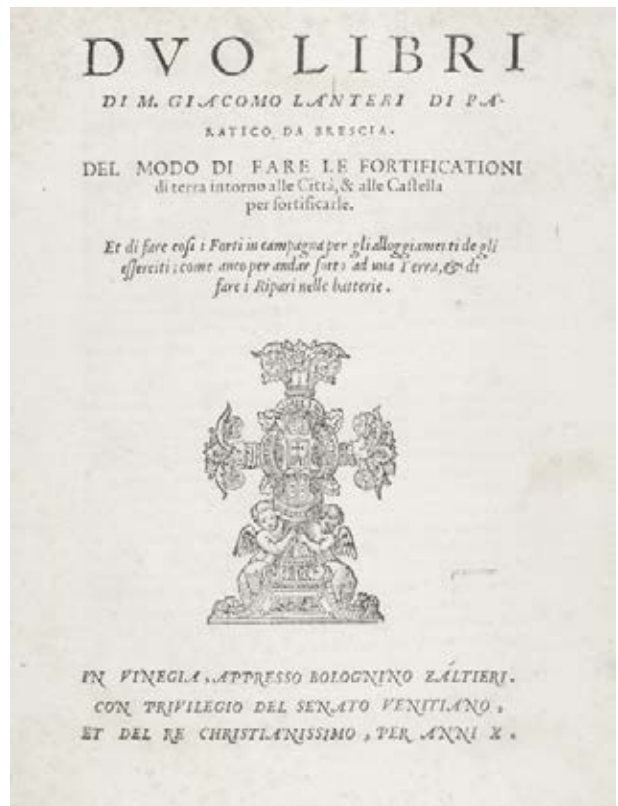 DVO LIBRI
DI M. GIACOMO LANTERI DI PA-
RATICO DA BRESCIA.
DEL MODO DI FARE LE FORTIFICATIONI
di terra intorno alle Città, & alle Castella
per fortificarle.
Et di fare cosi i Forti in campagna per gli alloggiamenti de gli
esserciti; come anco per andar sotto ad una Terra, & di
fare i Ripari nelle batterie.
IN VINEGIA, APPRESSO BOLOGNINO ZALTIERI.
CON PRIVILEGIO DEL SENATO VENITIANO,
ET DEL RE CHRISTIANISSIMO, PER ANNI X.